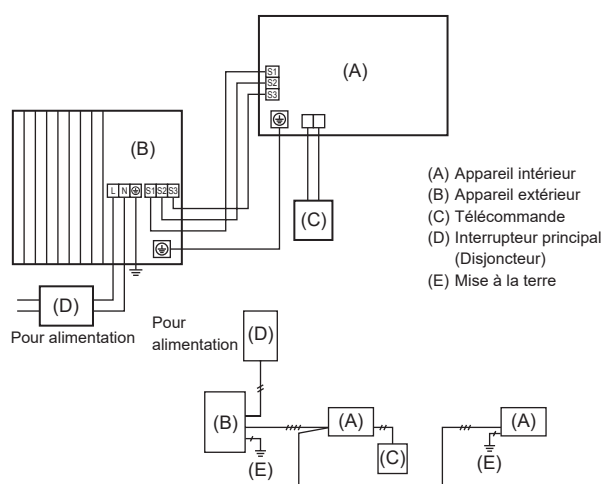 (A)
S1
S2
S3
(B)
L N S1 S2 S3
(C)
(D)
Pour alimentation
(A) Appareil intérieur
(B) Appareil extérieur
(C) Télécommande
(D) Interrupteur principal
(Disjoncteur)
(E) Mise à la terre
Pour
alimentation
(D)
(B)
(A)
(A)
(C)
(E)
(E)